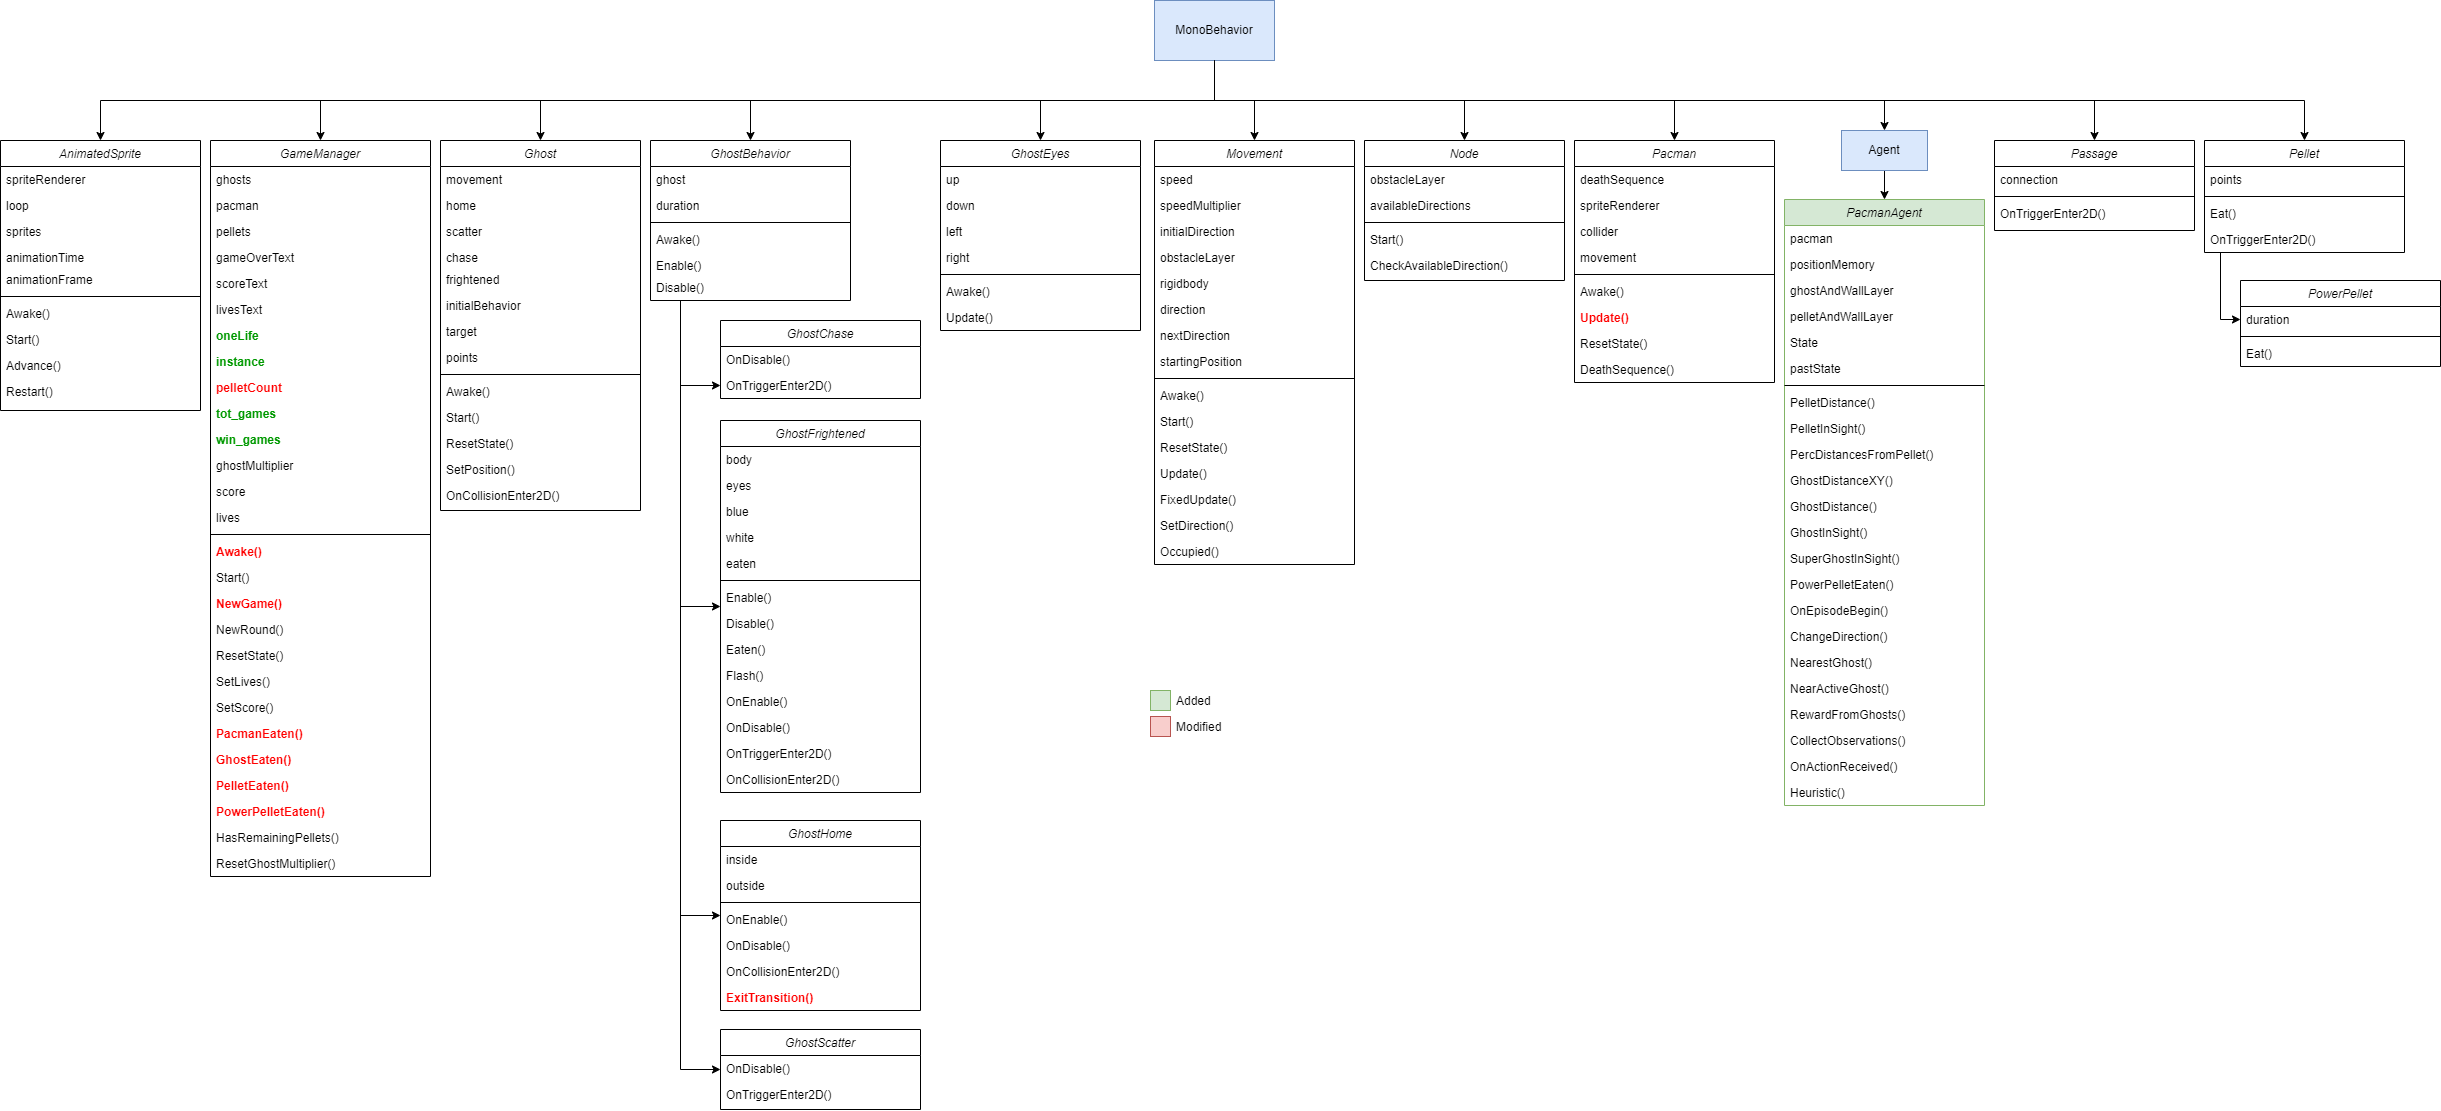 MonoBehavior
AnimatedSprite
spriteRenderer
loop
sprites
animationTime
animationFrame
Awake()
Start()
Advance()
Restart()
GameManager
ghosts
pacman
pellets
gameOverText
scoreText
livesText
oneLife
instance
pelletCount
tot_games
win_games
ghostMultiplier
score
lives
Awake()
Start()
NewGame()
NewRound()
ResetState()
SetLives()
SetScore()
PacmanEaten()
GhostEaten()
PelletEaten()
PowerPelletEaten()
HasRemainingPellets()
ResetGhostMultiplier()
Ghost
movement
home
scatter
chase
frightened
initialBehavior
target
points
Awake()
Start()
ResetState()
SetPosition()
OnCollisionEnter2D()
GhostBehavior
ghost
duration
Awake()
Enable()
Disable()
GhostChase
OnDisable()
OnTriggerEnter2D()
GhostFrightened
body
eyes
blue
white
eaten
Enable()
Disable()
Eaten()
Flash()
OnEnable()
OnDisable()
OnTriggerEnter2D()
OnCollisionEnter2D()
GhostHome
inside
outside
OnEnable()
OnDisable()
OnCollisionEnter2D()
ExitTransition()
GhostScatter
OnDisable()
OnTriggerEnter2D()
GhostEyes
up
down
left
right
Awake()
Update()
Movement
speed
speedMultiplier
initialDirection
obstacleLayer
rigidbody
direction
nextDirection
startingPosition
Awake()
Start()
ResetState()
Update()
FixedUpdate()
SetDirection()
Occupied()
Added
Modified
Node
obstacleLayer
availableDirections
Start()
CheckAvailableDirection()
Pacman
deathSequence
spriteRenderer
collider
movement
Awake()
Update()
ResetState()
DeathSequence()
Agent
PacmanAgent
pacman
positionMemory
ghostAndWallLayer
pelletAndWallLayer
State
pastState
PelletDistance()
PelletInSight()
PercDistancesFromPellet()
GhostDistanceXY()
GhostDistance()
GhostInSight()
SuperGhostInSight()
PowerPelletEaten()
OnEpisodeBegin()
ChangeDirection()
NearestGhost()
NearActiveGhost()
RewardFromGhosts()
CollectObservations()
OnActionReceived()
Heuristic()
Passage
connection
OnTriggerEnter2D()
Pellet
points
Eat()
OnTriggerEnter2D()
PowerPellet
duration
Eat()